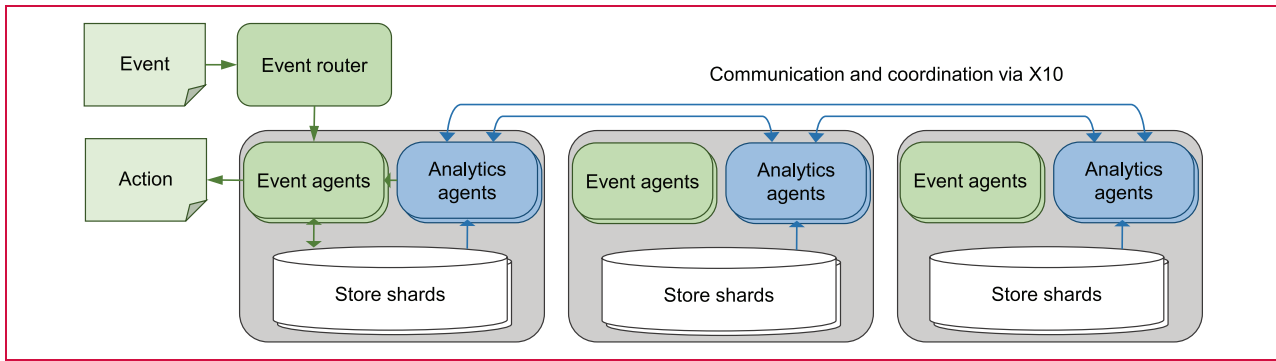 Event
Event router
Communication and coordination via X10
Action
Event agents
Analytics
agents
Event agents
Analytics
agents
Event agents
Analytics
agents
Store shards
Store shards
Store shards